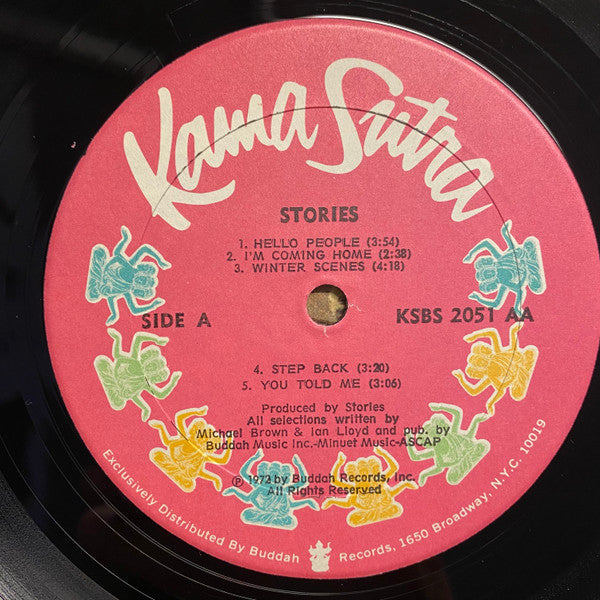 Kama Sutra
STORIES
1. HELLO PEOPLE (3:54)
2. I'M COMING HOME (2:38)
3. WINTER SCENES (4:18)
SIDE A
KSBS 2051 AA
4. STEP BACK (3:20)
5. YOU TOLD ME (3:06)
Produced by Stories
All selections written by
Michael Brown & Ian Lloyd and pub. by
Buddah Music Inc.-Minuet Music-ASCAP
℗ 1972 by Buddah Records, Inc.
All Rights Reserved
Exclusively Distributed By Buddah Records, 1650 Broadway, N.Y.C. 10019